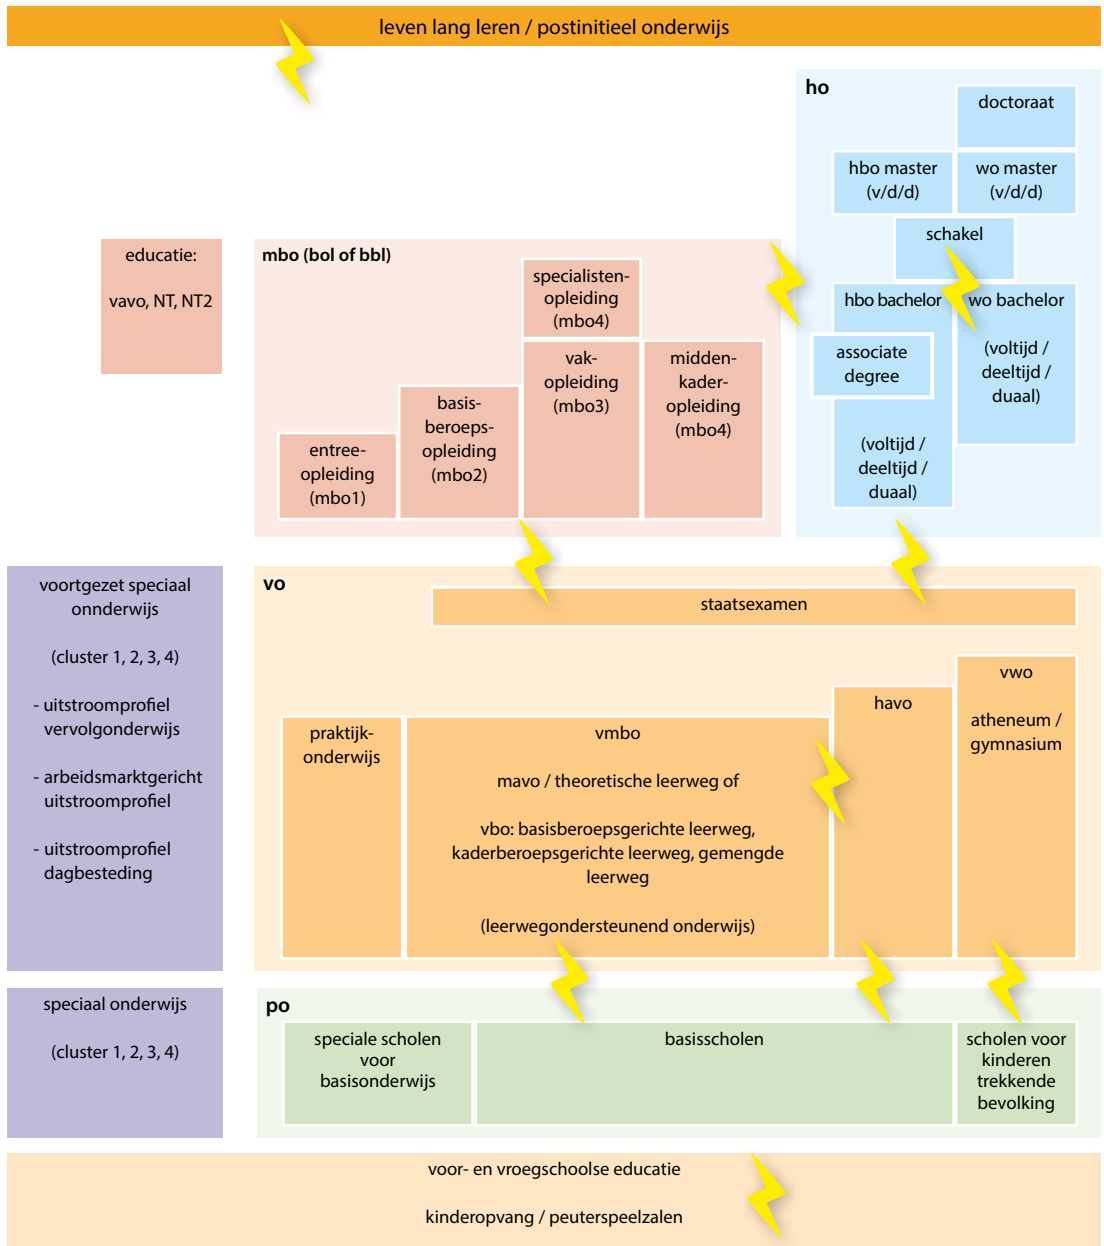 leven lang leren / postinitieel onderwijs
ho
doctoraat
hbo master
(v/d/d)
wo master
(v/d/d)
schakel
hbo bachelor
wo bachelor
(voltijd /
deeltijd /
duaal)
associate
degree
(voltijd /
deeltijd /
duaal)
educatie:
vavo, NT, NT2
mbo (bol of bbl)
specialisten-
opleiding
(mbo4)
vak-
opleiding
(mbo3)
midden-
kader-
opleiding
(mbo4)
basis-
beroeps-
opleiding
(mbo2)
entree-
opleiding
(mbo1)
voortgezet speciaal
onnderwijs
(cluster 1, 2, 3, 4)
- uitstroomprofiel
vervolgonderwijs
- arbeidsmarktgericht
uitstroomprofiel
- uitstroomprofiel
dagbesteding
vo
staatsexamen
praktijk-
onderwijs
vmbo
mavo / theoretische leerweg of
vbo: basisberoepsgerichte leerweg,
kaderberoepsgerichte leerweg, gemengde
leerweg
(leerwegondersteunend onderwijs)
havo
vwo
atheneum /
gymnasium
speciaal onderwijs
(cluster 1, 2, 3, 4)
po
speciale scholen
voor
basisonderwijs
basisscholen
scholen voor
kinderen
trekkende
bevolking
voor- en vroegschoolse educatie
kinderopvang / peuterspeelzalen